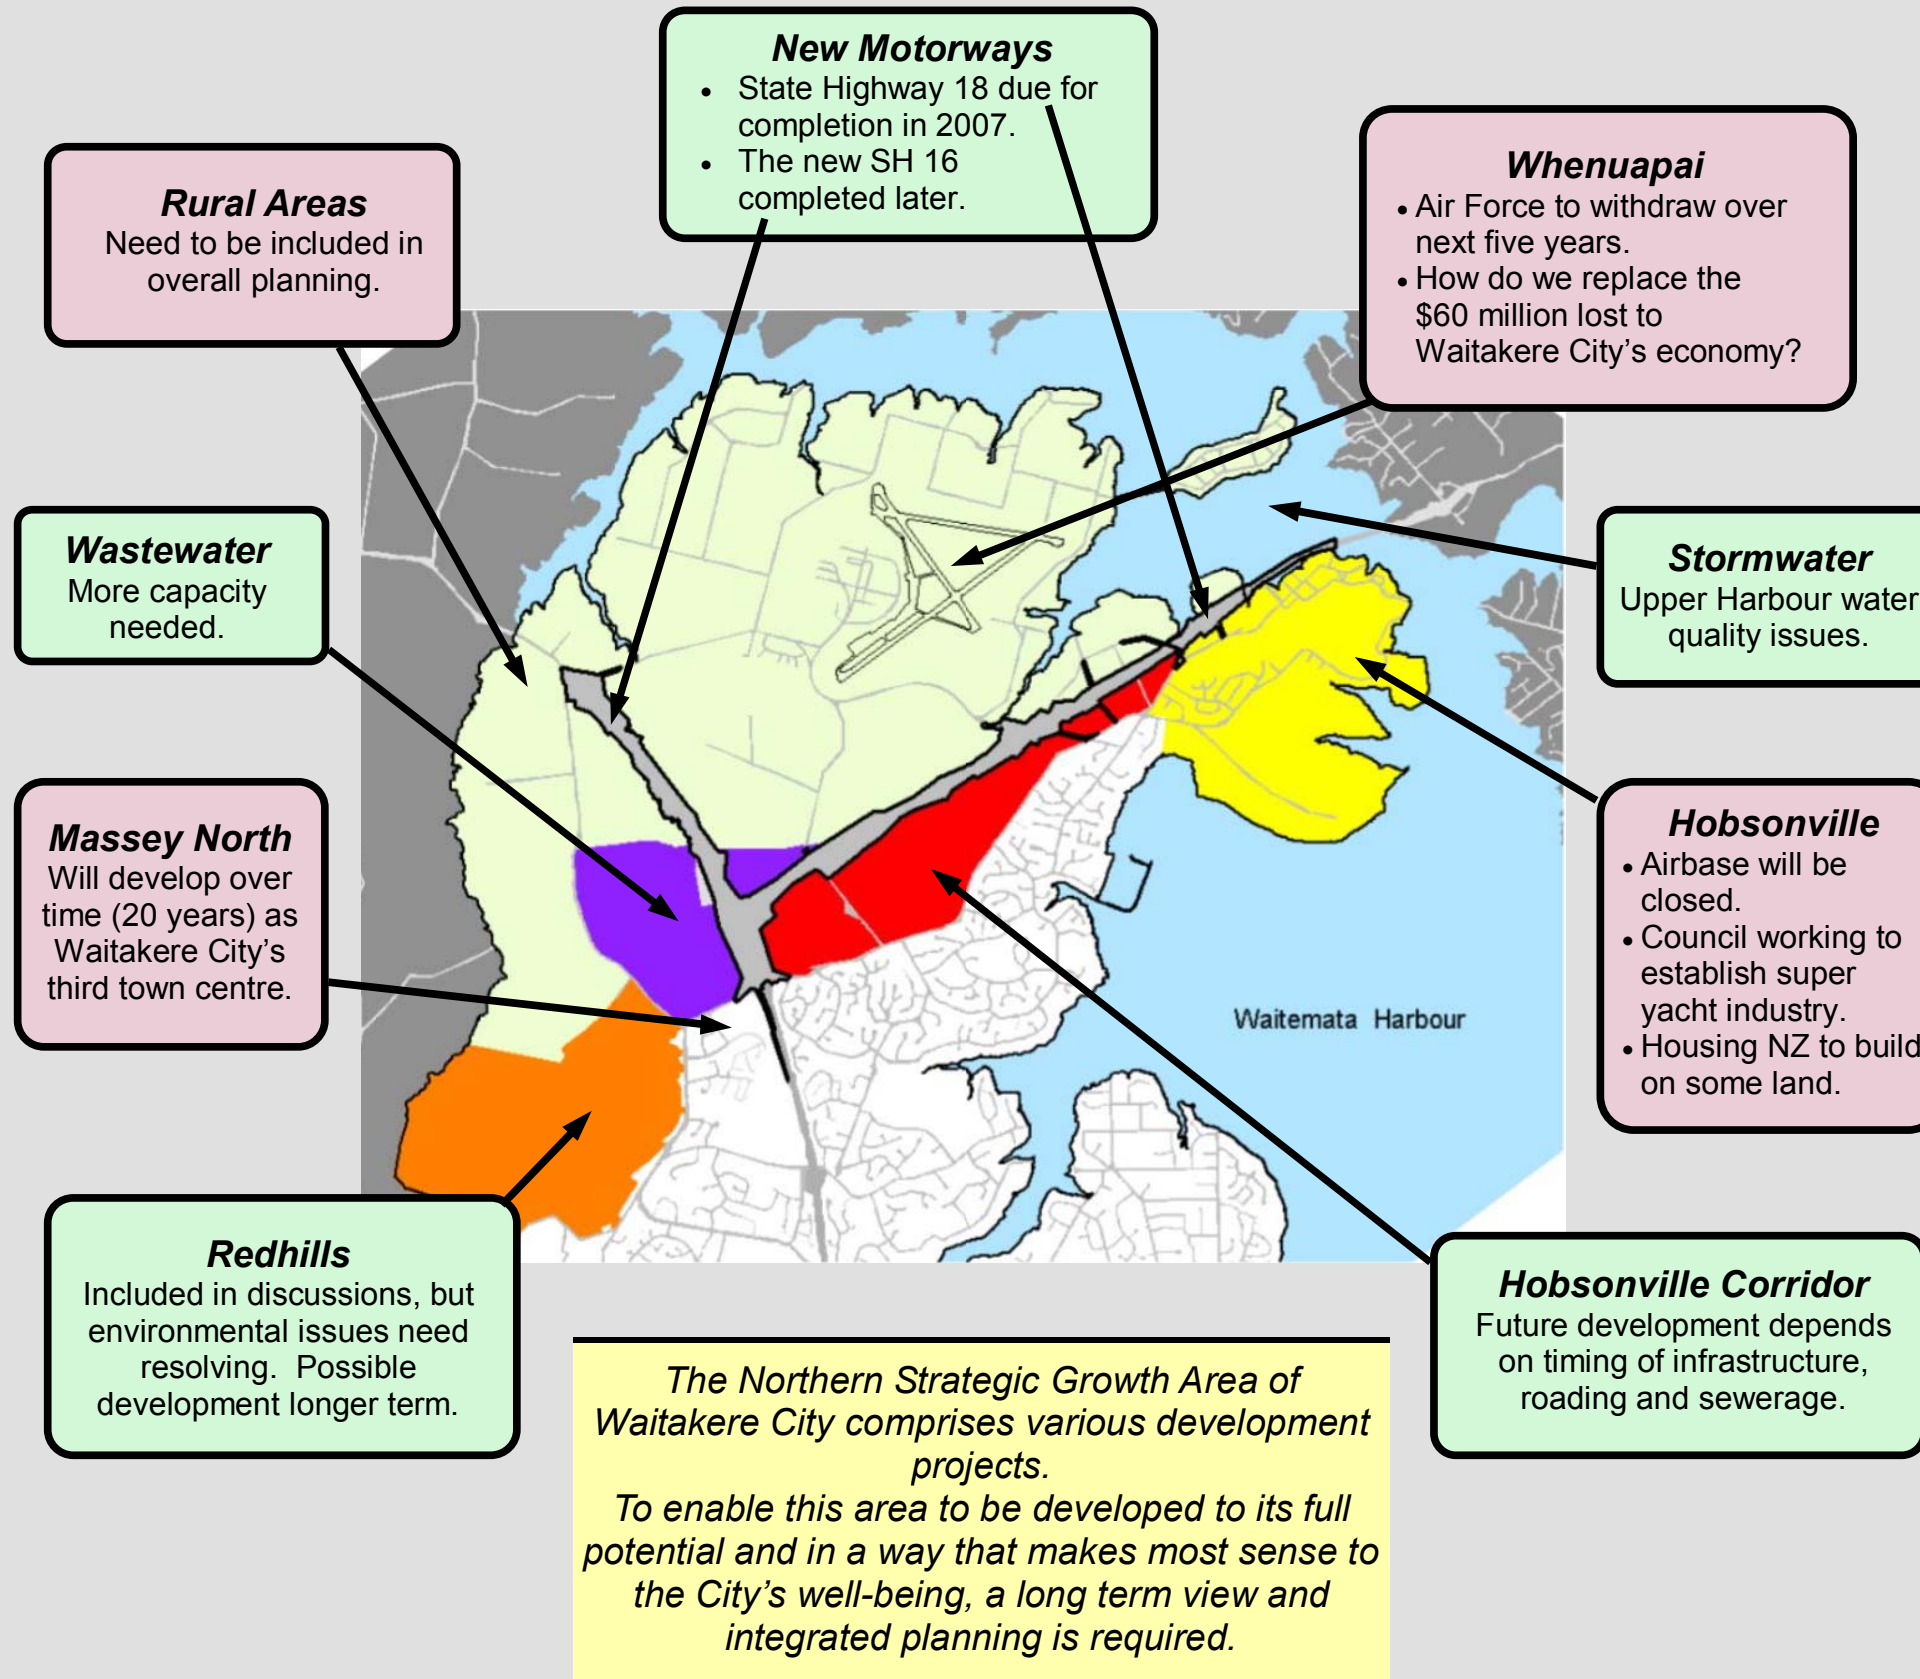 New Motorways
• State Highway 18 due for
completion in 2007.
• The new SH 16
completed later.
Rural Areas
Need to be included in
overall planning.
Whenuapai
• Air Force to withdraw over
next five years.
• How do we replace the
$60 million lost to
Waitakere City’s economy?
Wastewater
More capacity
needed.
Stormwater
Upper Harbour water
quality issues.
Massey North
Will develop over
time (20 years) as
Waitakere City’s
third town centre.
Hobsonville
• Airbase will be
closed.
• Council working to
establish super
yacht industry.
• Housing NZ to build
on some land.
Waitemata Harbour
Redhills
Included in discussions, but
environmental issues need
resolving.  Possible
development longer term.
Hobsonville Corridor
Future development depends
on timing of infrastructure,
roading and sewerage.
The Northern Strategic Growth Area of
Waitakere City comprises various development
projects.
To enable this area to be developed to its full
potential and in a way that makes most sense to
the City’s well-being, a long term view and
integrated planning is required.